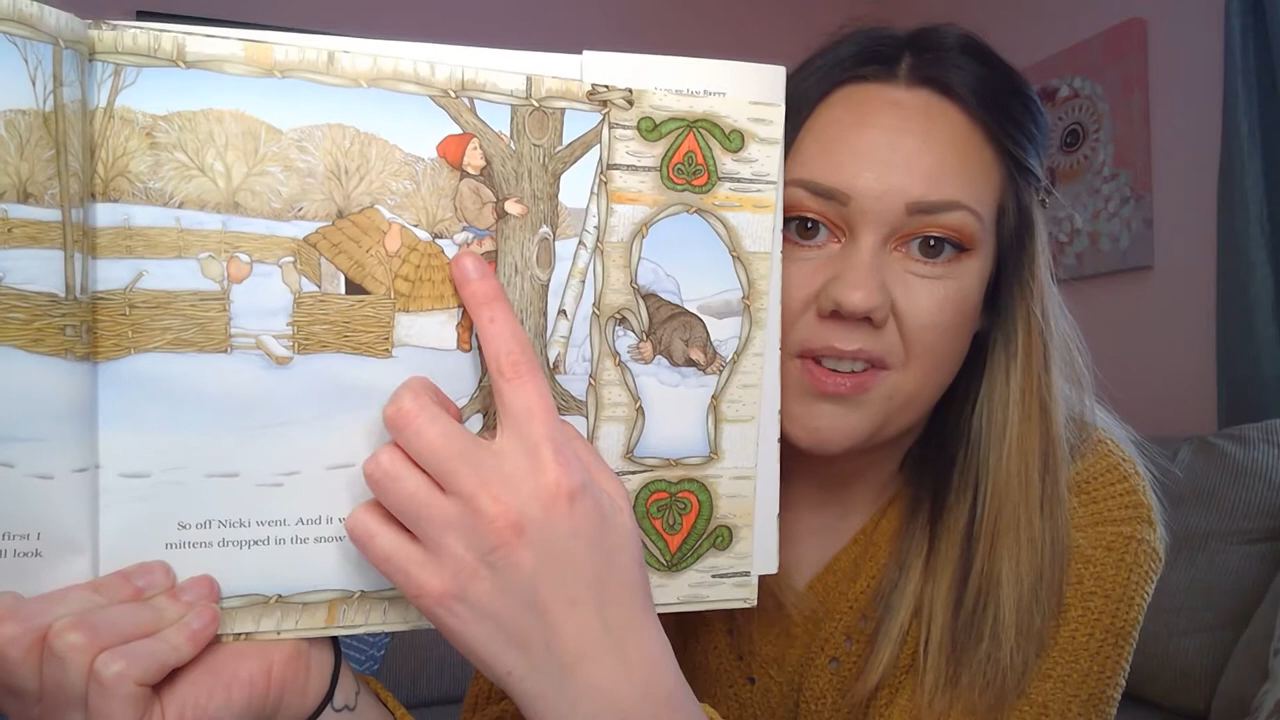 first I
ll look
So off Nicki went. And it w
mittens dropped in the snow